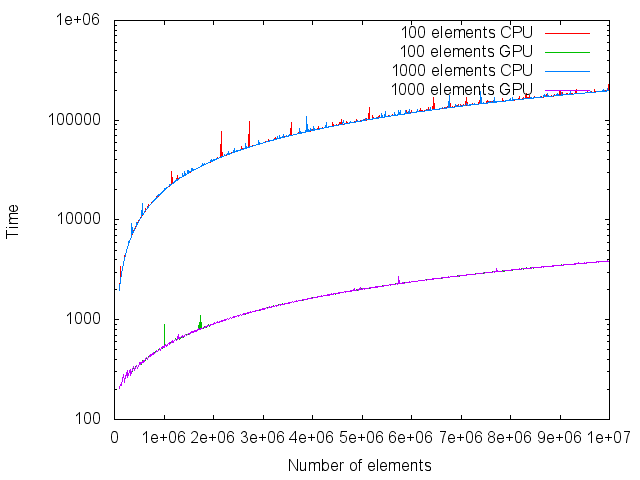 1e+06
100 elements CPU
100 elements GPU
1000 elements CPU
1000 elements GPU
100000
10000
1000
100
Time
0 1e+06 2e+06 3e+06 4e+06 5e+06 6e+06 7e+06 8e+06 9e+06 1e+07
Number of elements